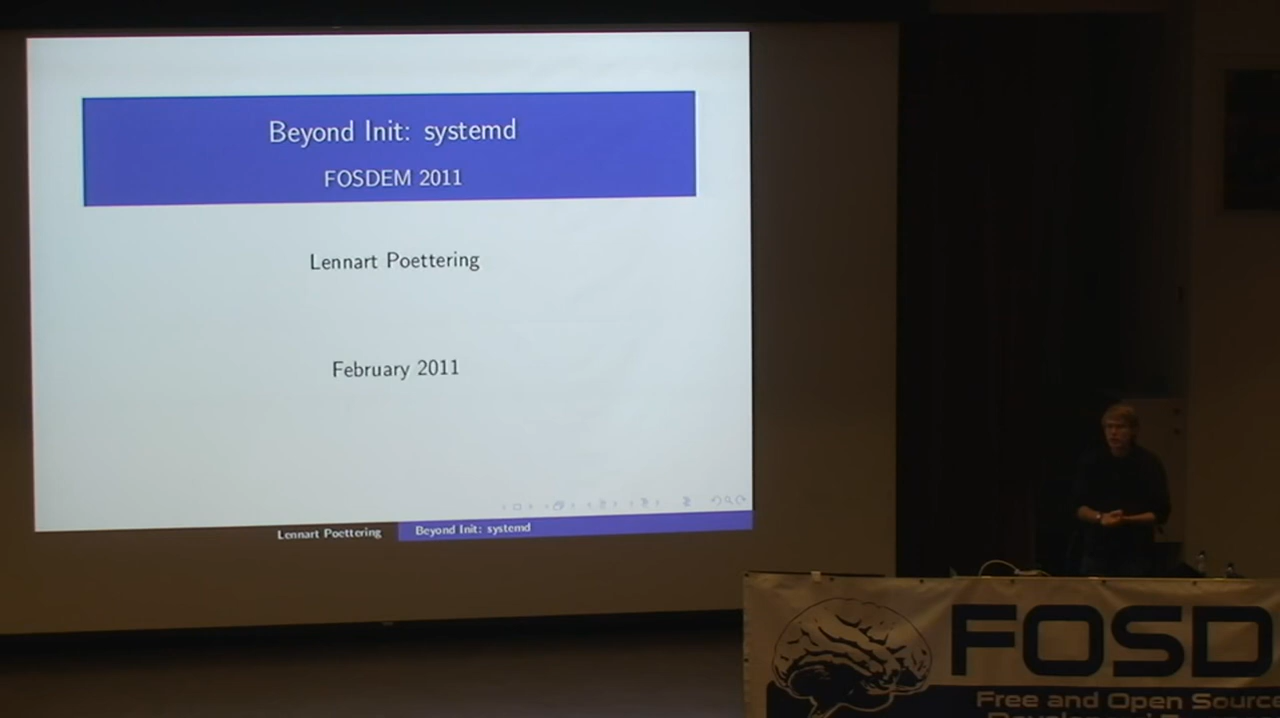 Beyond Init: systemd
FOSDEM 2011
Lennart Poettering
February 2011
Lennart Poettering
Beyond Init: systemd
FOSD
Free and Open Source